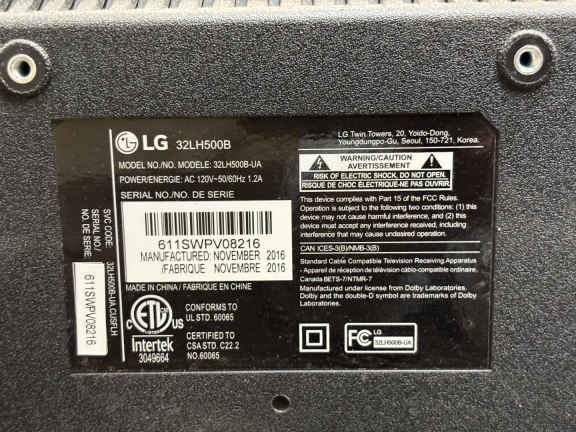 LG 32LH500B
MODEL NO./NO. MODELE: 32LH500B-UA
POWER/ENERGIE: AC 120V~50/60Hz 1.2A
SERIAL NO./NO. DE SERIE
611SWPV08216
MANUFACTURED: NOVEMBER 2016
/FABRIQUE NOVEMBRE 2016
MADE IN CHINA / FABRIQUE EN CHINE
C ETL US
Intertek
3049664
CONFORMS TO
UL STD. 60065
CERTIFIED TO
CSA STD. C22.2
NO.60065
SVC CODE: 32LH500B-UA.CUSFLH
SERIAL NO./
NO. DE SERIE:
611SWPV08216
LG Twin Towers, 20, Yoido-Dong,
Youngdungpo-Gu, Seoul, 150-721, Korea.
WARNING/CAUTION
AVERTISSEMENT
RISK OF ELECTRIC SHOCK, DO NOT OPEN.
RISQUE DE CHOC ÉLECTRIQUE-NE PAS OUVRIR.
This device complies with Part 15 of the FCC Rules.
Operation is subject to the following two conditions: (1) this
device may not cause harmful interference, and (2) this
device must accept any interference received, including
interference that may cause undesired operation.
CAN ICES-3(B)/NMB-3(B)
Standard Cable Compatible Television Receiving Apparatus
- Appareil de réception de télévision câblo-compatible ordinaire.
Canada BETS-7/NTMR-7
Manufactured under license from Dolby Laboratories.
Dolby and the double-D symbol are trademarks of Dolby
Laboratories.
FC LG
32LH500B-UA